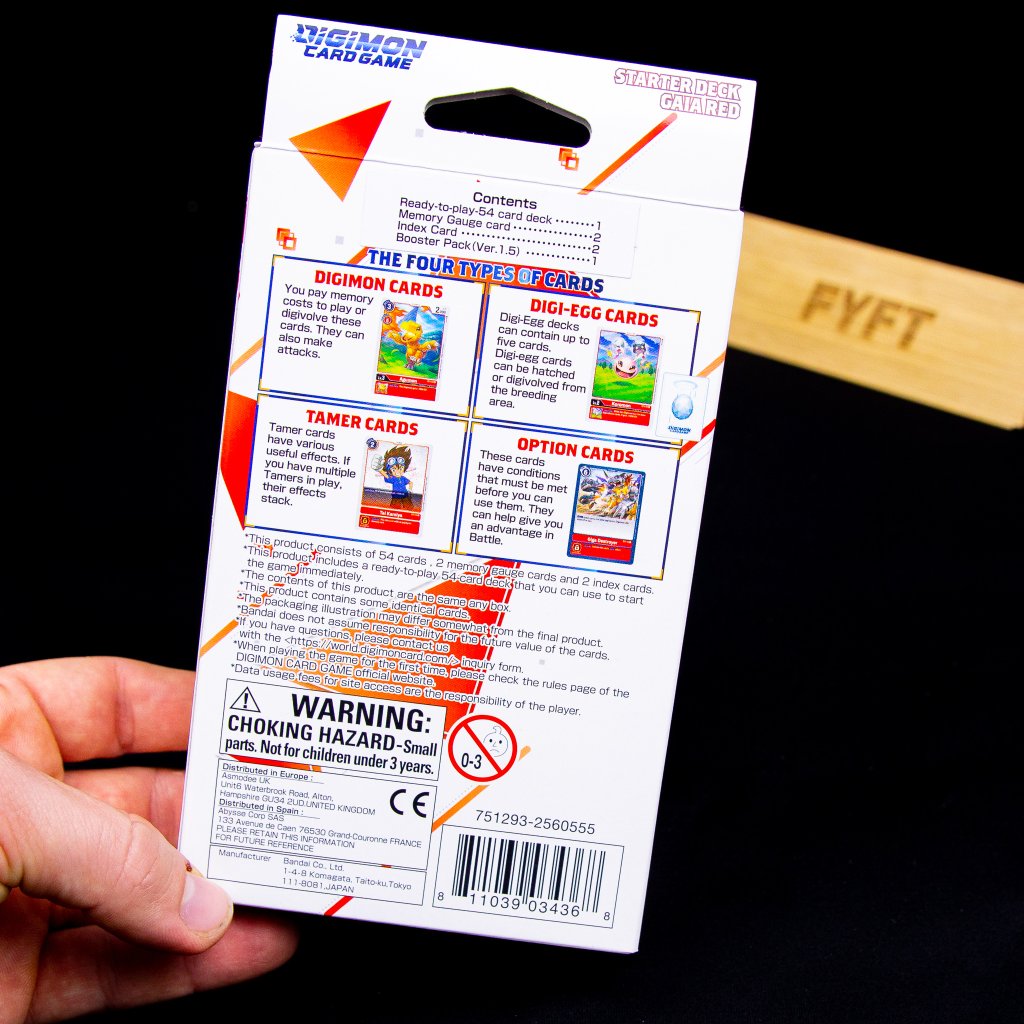 DIGIMON
CARD GAME
STARTER DECK
GAIA RED
Contents
Ready-to-play-54 card deck ········1
Memory Gauge card ···············2
Index Card ························2
Booster Pack(Ver.1.5) ············1
THE FOUR TYPES OF CARDS
DIGIMON CARDS
You pay memory
costs to play or
digivolve these
cards. They can
also make
attacks.
Agumon
DIGI-EGG CARDS
Digi-Egg decks
can contain up to
five cards.
Digi-egg cards
can be hatched
or digivolved from
the breeding
area.
Koromon
DIGIMON
TAMER CARDS
Tamer cards
have various
useful effects. If
you have multiple
Tamers in play,
their effects
stack.
Tai Kamiya
OPTION CARDS
These cards
have conditions
that must be met
before you can
use them. They
can help give you
an advantage in
Battle.
Giga Destroyer
*This product consists of 54 cards , 2 memory gauge cards and 2 index cards.
*This product includes a ready-to-play 54-card deck that you can use to start
the game immediately.
*The contents of this product are the same any box.
*This product contains some identical cards.
*The packaging illustration may differ somewhat from the final product.
*Bandai does not assume responsibility for the future value of the cards.
*If you have questions, please contact us
with the <https://world.digimoncard.com/> inquiry form.
*When playing the game for the first time, please check the rules page of the
DIGIMON CARD GAME official website.
*Data usage fees for site access are the responsibility of the player.
WARNING:
CHOKING HAZARD-Small
parts. Not for children under 3 years.
0-3
Distributed in Europe :
Asmodee UK
Unit6 Waterbrook Road, Alton,
Hampshire GU34 2UD,UNITED KINGDOM
Distributed in Spain :
Abysse Corp SAS
133 Avenue de Caen 76530 Grand-Couronne FRANCE
PLEASE RETAIN THIS INFORMATION
FOR FUTURE REFERENCE
CE
Manufacturer Bandai Co., Ltd.
1-4-8 Komagata, Taito-ku,Tokyo
111-8081,JAPAN
751293-2560555
8 11039 03436 8
FYFT